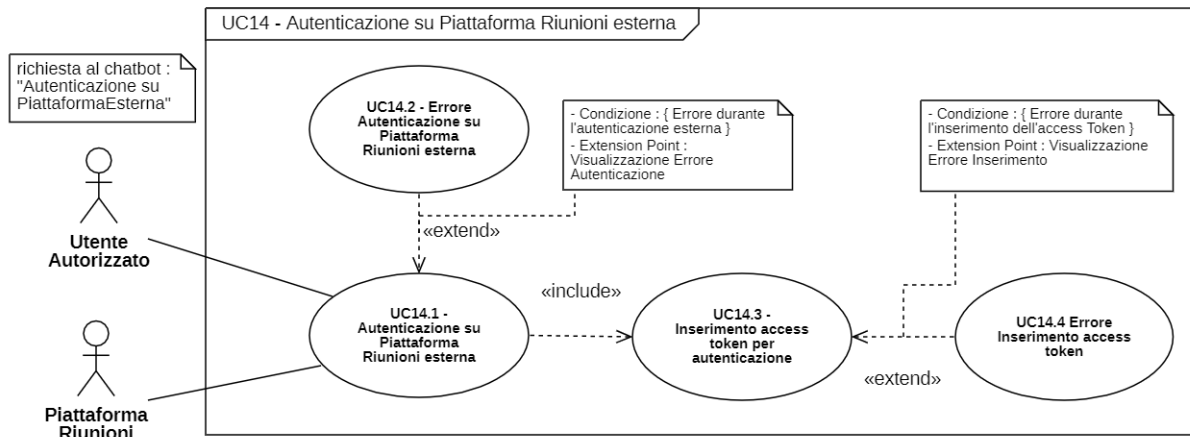 UC14 - Autenticazione su Piattaforma Riunioni esterna
richiesta al chatbot :
"Autenticazione su
PiattaformaEsterna"
UC14.2 - Errore
Autenticazione su
Piattaforma
Riunioni esterna
- Condizione : { Errore durante
l'autenticazione esterna }
- Extension Point :
Visualizzazione Errore
Autenticazione
- Condizione : { Errore durante
l'inserimento dell'access Token }
- Extension Point : Visualizzazione
Errore Inserimento
«extend»
Utente
Autorizzato
UC14.1 -
Autenticazione su
Piattaforma
Riunioni esterna
«include»
UC14.3 -
Inserimento access
token per
autenticazione
UC14.4 Errore
Inserimento access
token
«extend»
Piattaforma
Riunioni